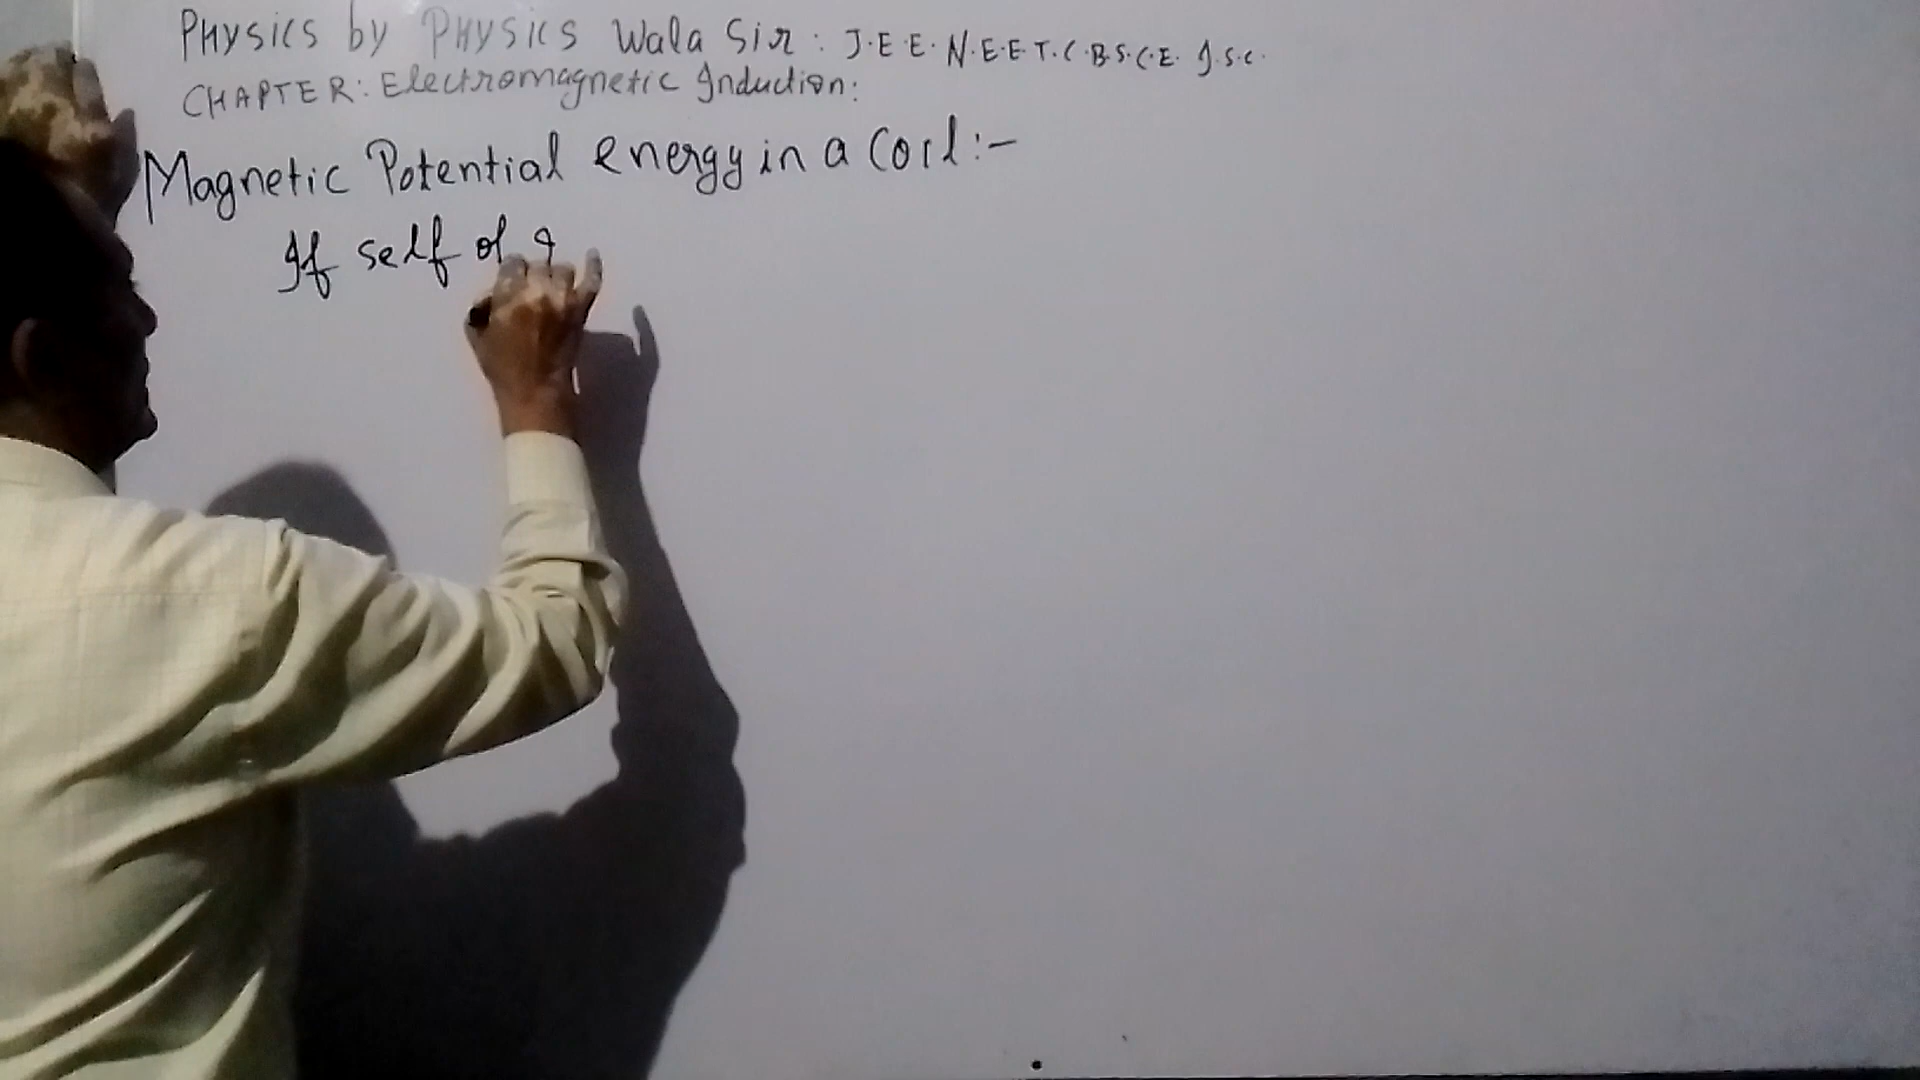 PHYSICS by PHYSICS Wala Sir: J.E.E. N.E.E.T. C.B.S.C.E. I.S.C.
CHAPTER: Electromagnetic Induction:
Magnetic Potential energy in a Coil:-
If self of a